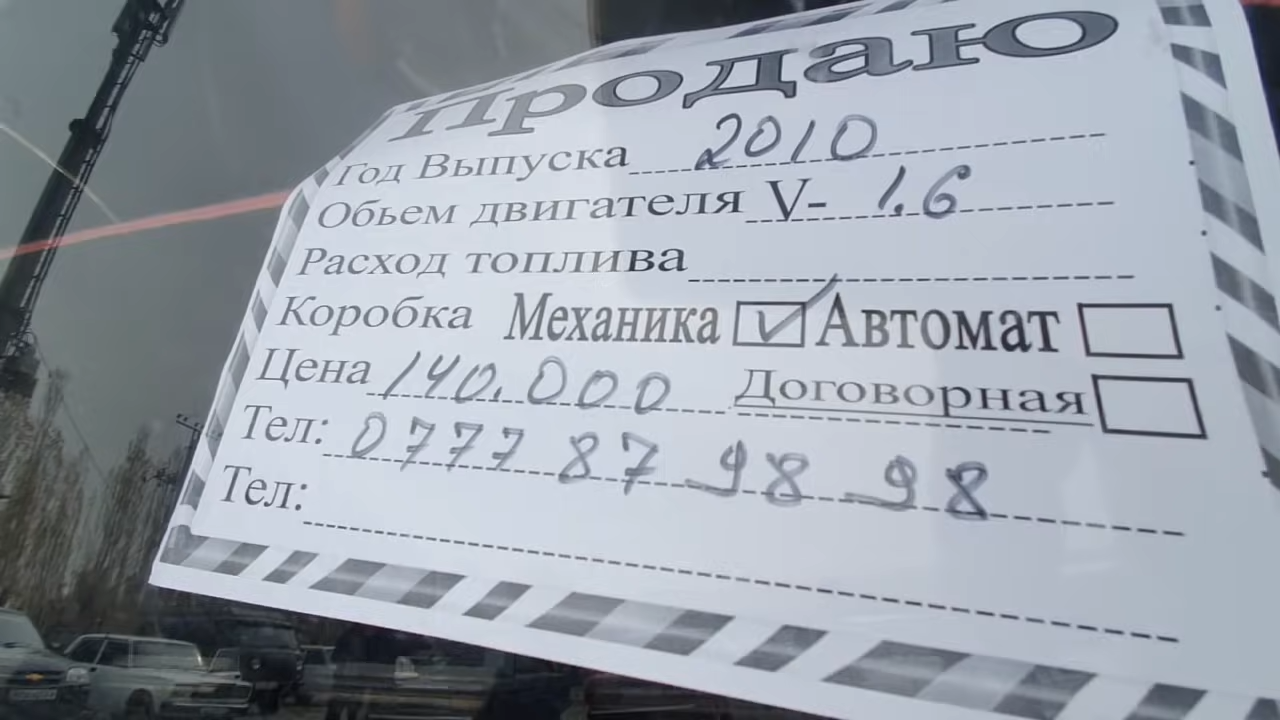 Продаю
Год Выпуска 2010
Обьем двигателя V- 1.6
Расход топлива
Коробка Механика Автомат
Цена 140.000 Договорная
Тел: 0777 87 98 98
Тел: